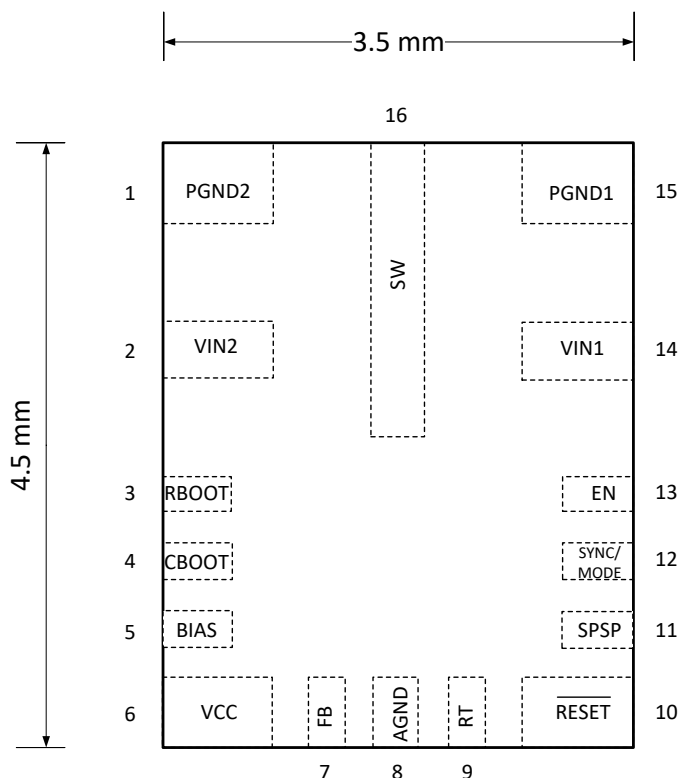 3.5 mm
16
1
PGND2
PGND1
15
SW
4.5 mm
2
VIN2
VIN1
14
3
RBOOT
EN
13
4
CBOOT
SYNC/
MODE
12
5
BIAS
SPSP
11
6
VCC
FB
AGND
RT
RESET
10
7
8
9